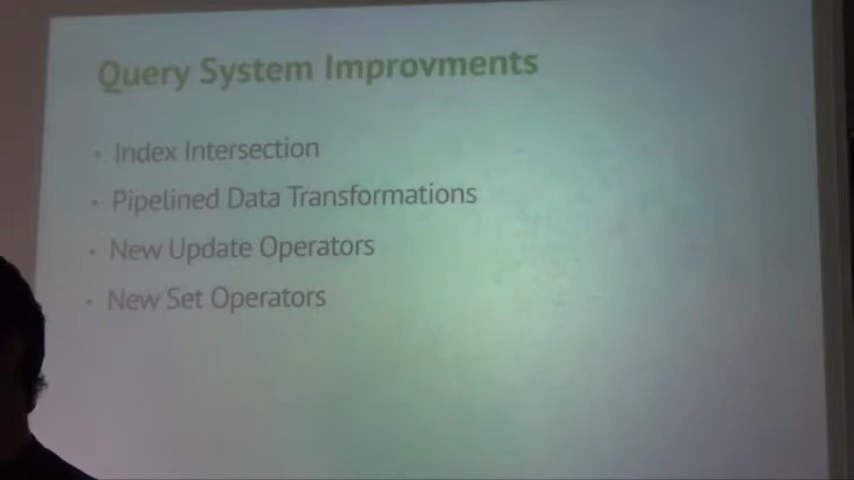 Query System Improvments
• Index Intersection
• Pipelined Data Transformations
• New Update Operators
• New Set Operators